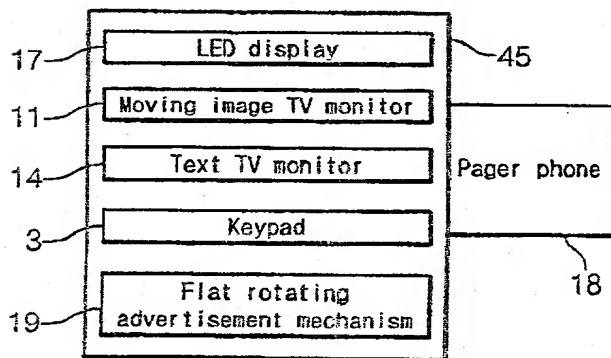 17
LED display
45
11
Moving image TV monitor
14
Text TV monitor
Pager phone
3
Keypad
18
19
Flat rotating
advertisement mechanism